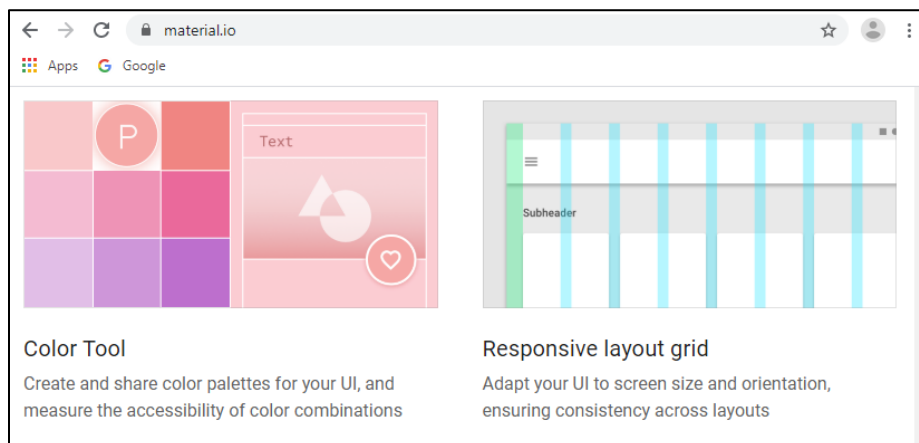 material.io
Apps Google
P
Text
Subheader
Color Tool
Create and share color palettes for your UI, and
measure the accessibility of color combinations
Responsive layout grid
Adapt your UI to screen size and orientation,
ensuring consistency across layouts